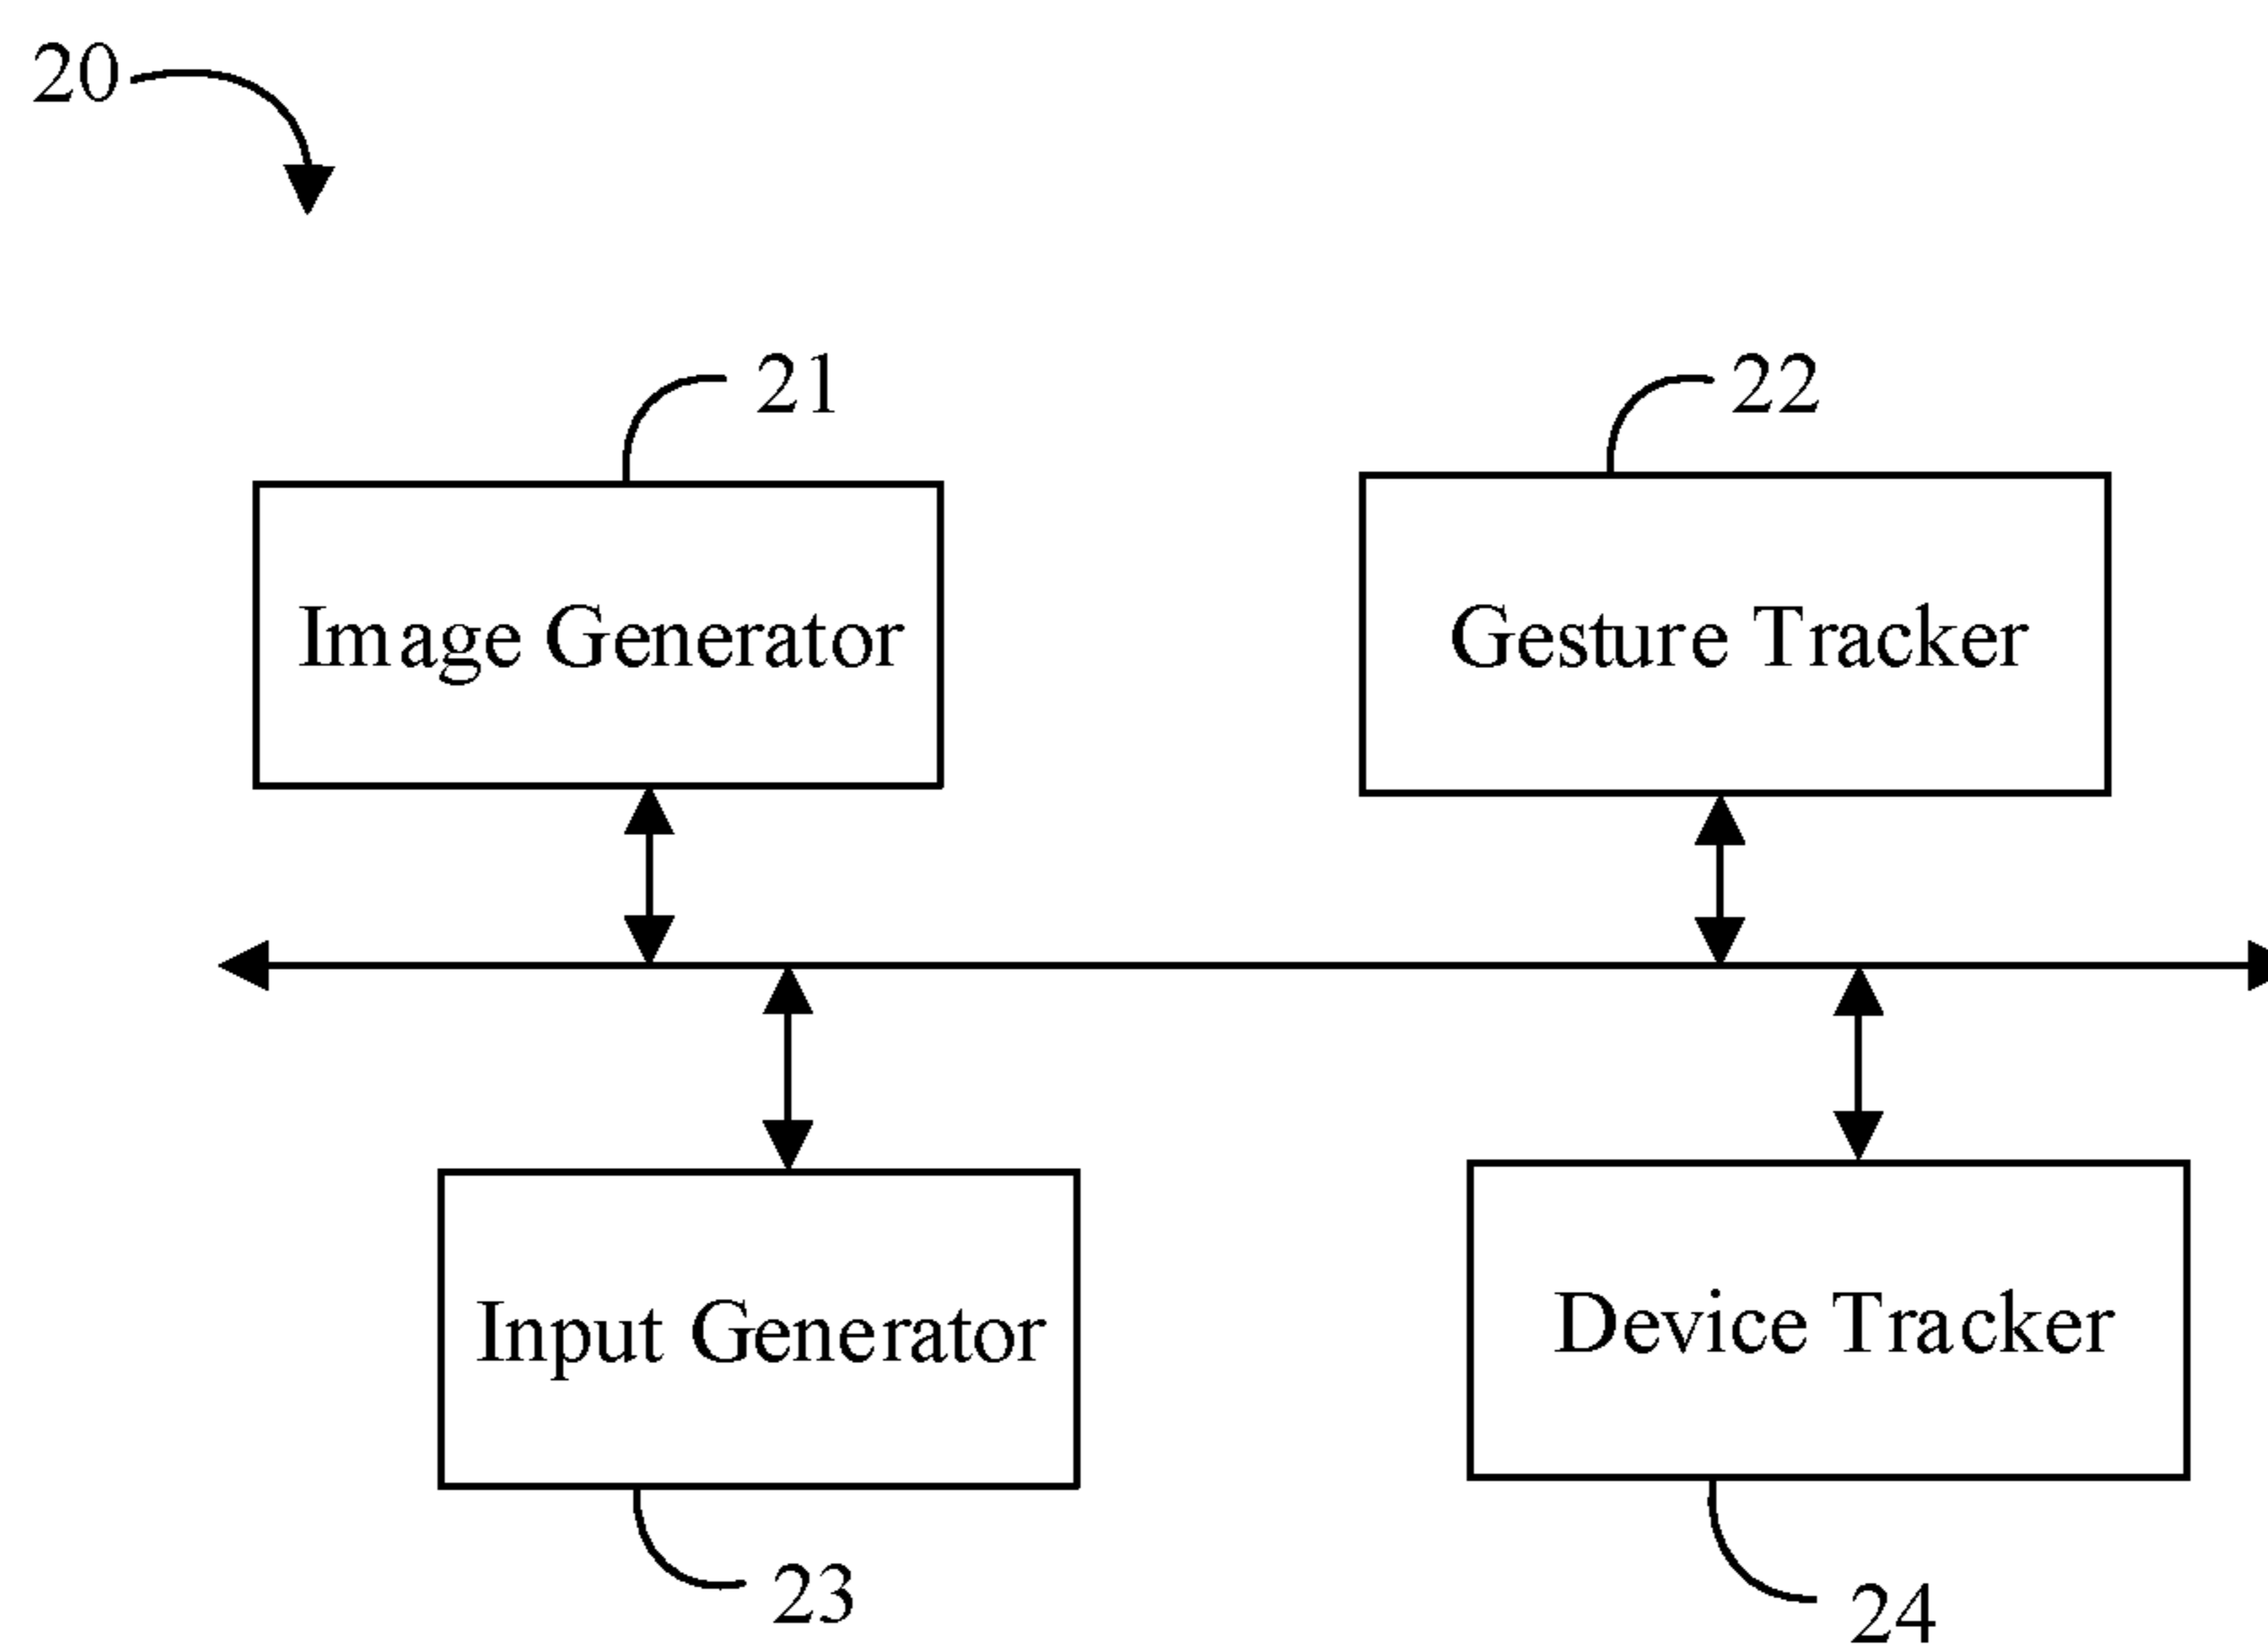 20
21
22
Image Generator
Gesture Tracker
Input Generator
Device Tracker
23
24